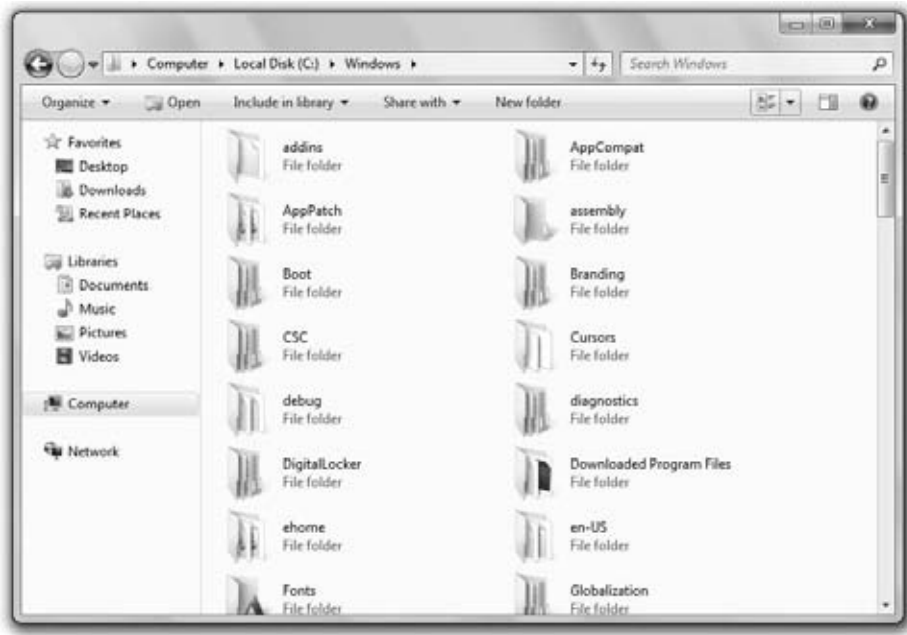 Computer Local Disk (C:) Windows
Search Windows
Organize Open Include in library Share with New folder
Favorites
Desktop
Downloads
Recent Places
Libraries
Documents
Music
Pictures
Videos
Computer
Network
addins
File folder
AppCompat
File folder
AppPatch
File folder
assembly
File folder
Boot
File folder
Branding
File folder
CSC
File folder
Cursors
File folder
debug
File folder
diagnostics
File folder
DigitalLocker
File folder
Downloaded Program Files
File folder
ehome
File folder
en-US
File folder
Fonts
File folder
Globalization
File folder